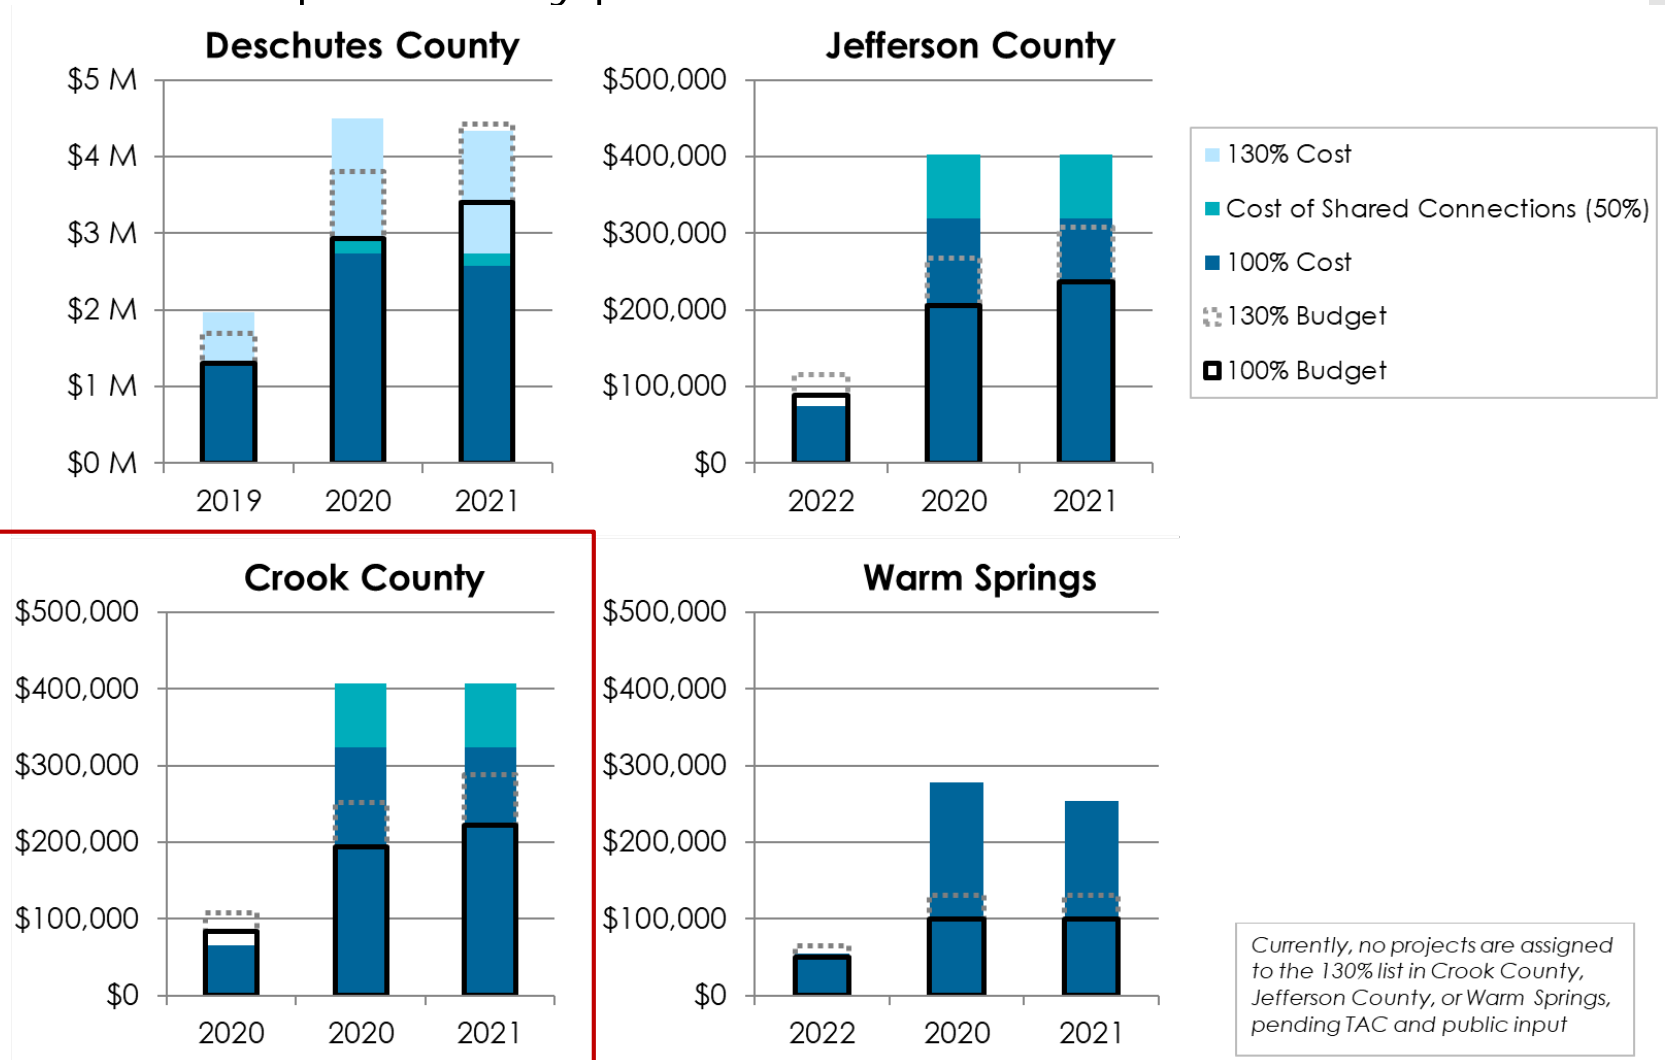 Deschutes County
$5 M
$4 M
$3 M
$2 M
$1 M
$0 M
2019 2020 2021
Jefferson County
$500,000
$400,000
$300,000
$200,000
$100,000
$0
2022 2020 2021
130% Cost
Cost of Shared Connections (50%)
100% Cost
130% Budget
100% Budget
Crook County
$500,000
$400,000
$300,000
$200,000
$100,000
$0
2020 2020 2021
Warm Springs
$500,000
$400,000
$300,000
$200,000
$100,000
$0
2022 2020 2021
Currently, no projects are assigned
to the 130% list in Crook County,
Jefferson County, or Warm Springs,
pending TAC and public input